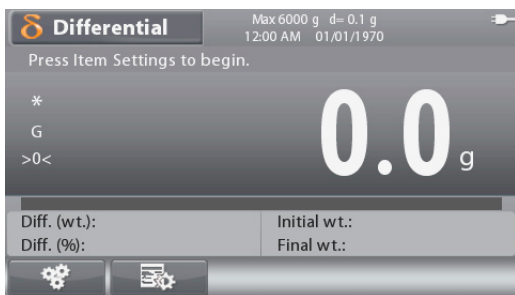 δ Differential
Max 6000 g d= 0.1 g
12:00 AM 01/01/1970
Press Item Settings to begin.
*
G
>0<
0.0 g
Diff. (wt.):
Initial wt.:
Diff. (%):
Final wt.: